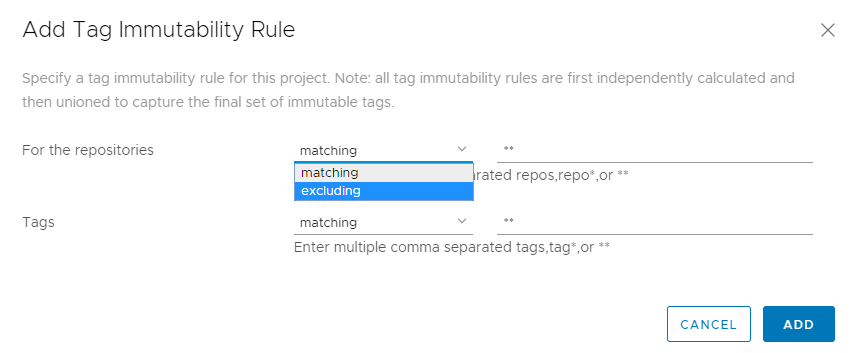 Add Tag Immutability Rule
Specify a tag immutability rule for this project. Note: all tag immutability rules are first independently calculated and
then unioned to capture the final set of immutable tags.
For the repositories
matching
**
matching
excluding
arated repos,repo*,or **
Tags
matching
**
Enter multiple comma separated tags,tag*,or **
CANCEL
ADD